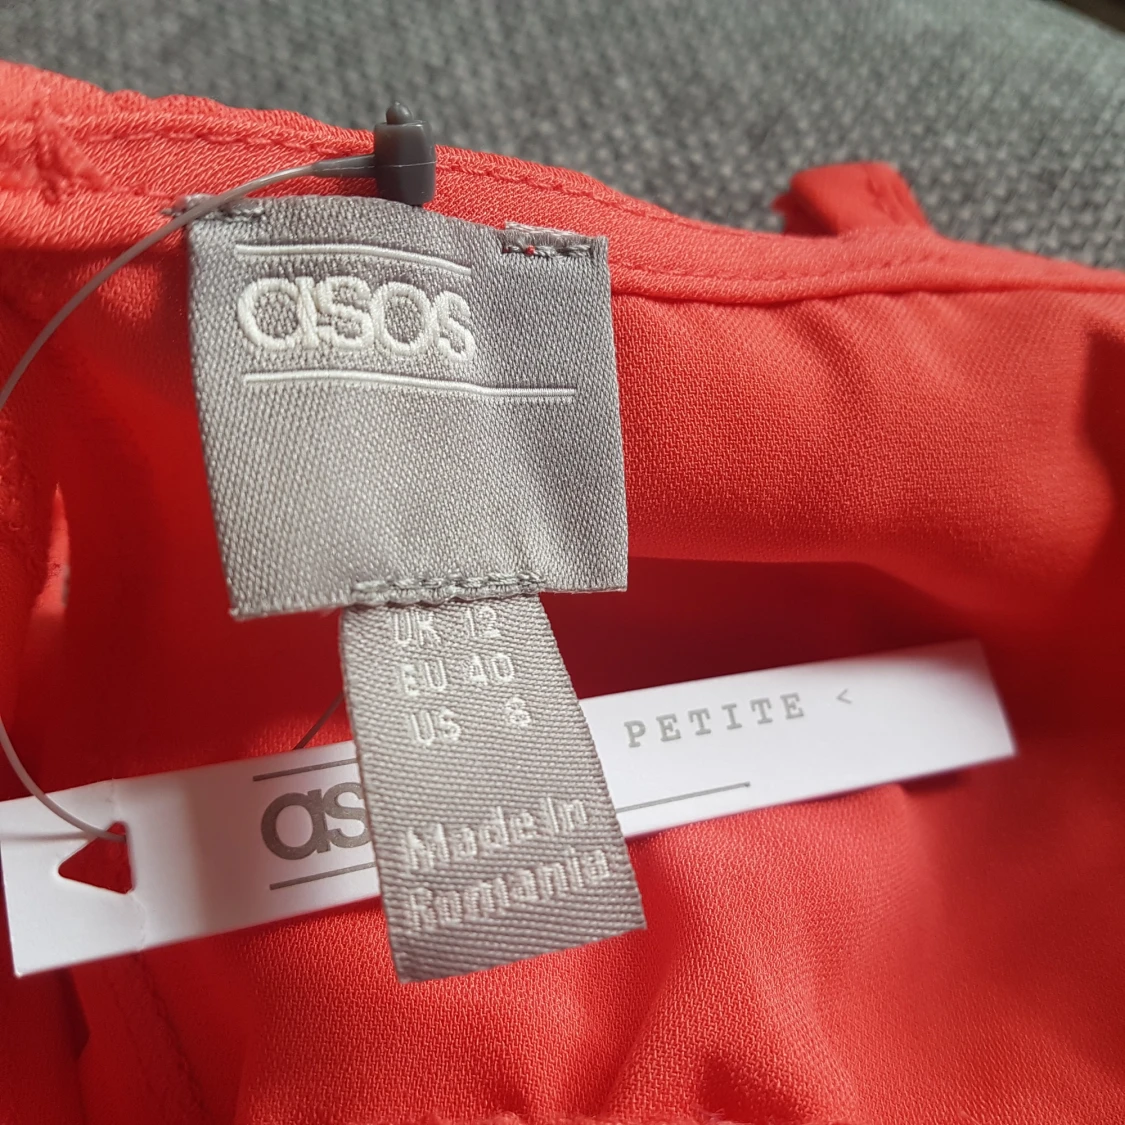 asos
UK 12
EU 40
US 8
Made In
Romania
as
PETITE <